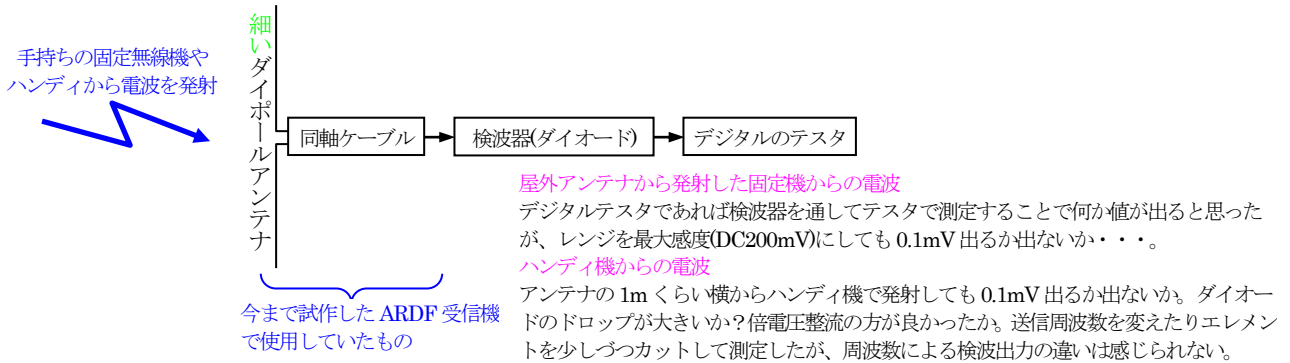 手持ちの固定無線機や
ハンディから電波を発射
細いダイポールアンテナ
同軸ケーブル
検波器(ダイオード)
デジタルのテスタ
屋外アンテナから発射した固定機からの電波
デジタルテスタであれば検波器を通してテスタで測定することで何か値が出ると思った
が、レンジを最大感度(DC200mV)にしても 0.1mV 出るか出ないか・・・。
ハンディ機からの電波
アンテナの 1m くらい横からハンディ機で発射しても 0.1mV 出るか出ないか。ダイオー
ドのドロップが大きいか？倍電圧整流の方が良かったか。送信周波数を変えたりエレメン
トを少しづつカットして測定したが、周波数による検波出力の違いは感じられない。
今まで試作した ARDF 受信機
で使用していたもの